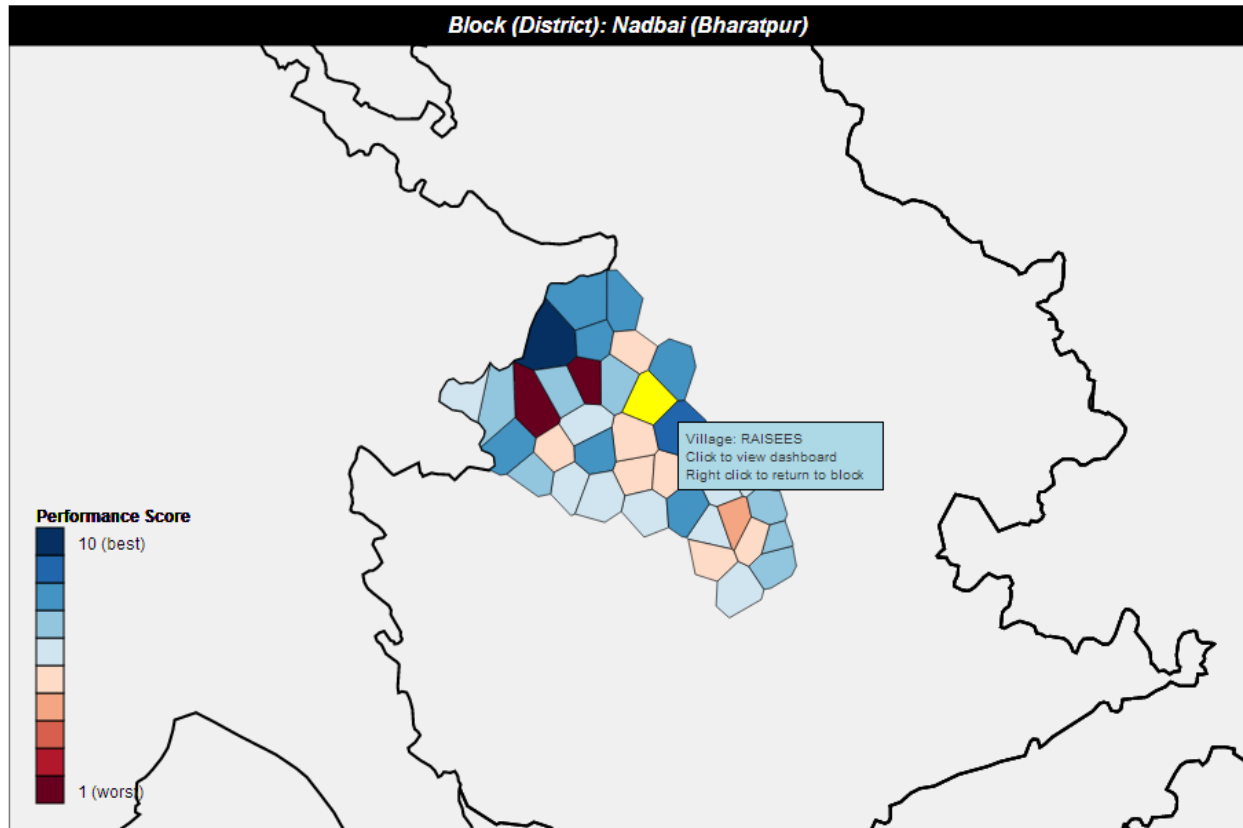 Block (District): Nadbai (Bharatpur)
Village: RAISEES
Click to view dashboard
Right click to return to block
Performance Score
10 (best)
1 (worst)